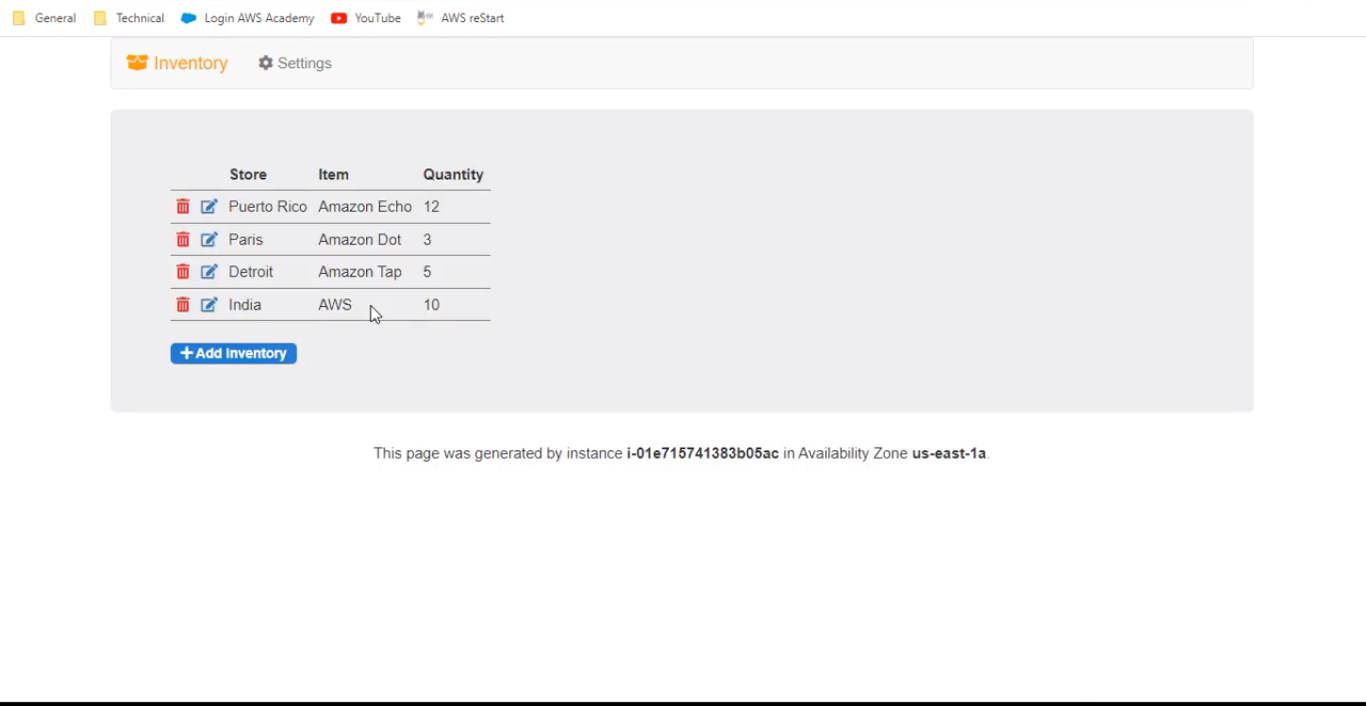 General Technical Login AWS Academy YouTube AWS reStart
Inventory Settings
Store Item Quantity
Puerto Rico Amazon Echo 12
Paris Amazon Dot 3
Detroit Amazon Tap 5
India AWS 10
+ Add Inventory
This page was generated by instance i-01e715741383b05ac in Availability Zone us-east-1a.